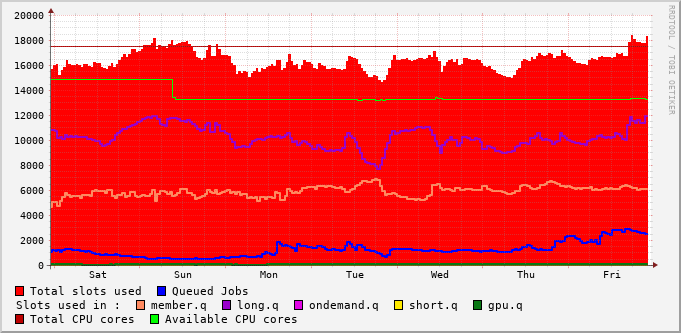 RRDTOOL / TOBI OETIKER
20000
18000
16000
14000
12000
10000
8000
6000
4000
2000
0
Sat Sun Mon Tue Wed Thu Fri
Total slots used Queued Jobs
Slots used in : member.q long.q ondemand.q short.q gpu.q
Total CPU cores Available CPU cores